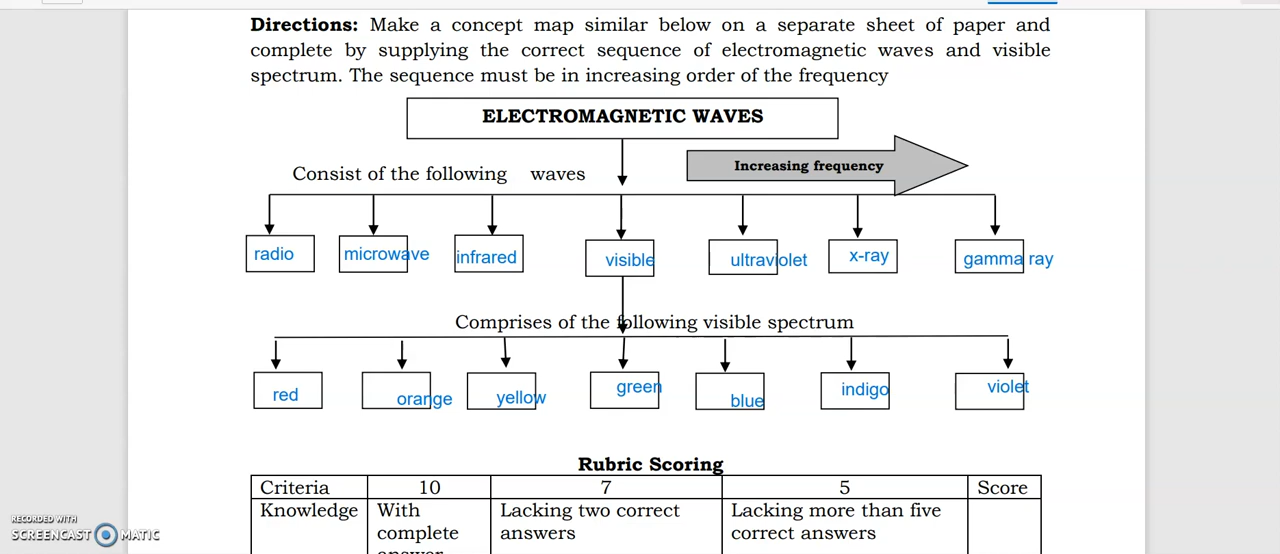 Directions: Make a concept map similar below on a separate sheet of paper and
complete by supplying the correct sequence of electromagnetic waves and visible
spectrum. The sequence must be in increasing order of the frequency
ELECTROMAGNETIC WAVES
Increasing frequency
Consist of the following waves
radio microwave infrared visible ultraviolet x-ray gamma ray
Comprises of the following visible spectrum
red orange yellow green blue indigo violet
Rubric Scoring
Criteria 10 7 5 Score
Knowledge With Lacking two correct Lacking more than five
complete answers correct answers
answer
RECORDED WITH
SCREENCAST MATIC